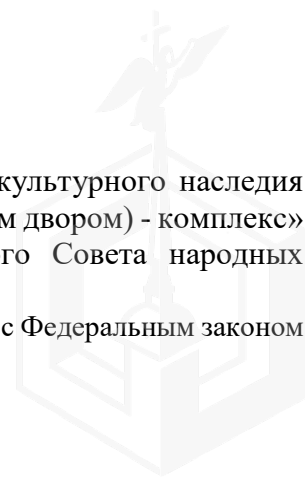 культурного наследия
м двором) - комплекс»
го Совета народных
с Федеральным законом